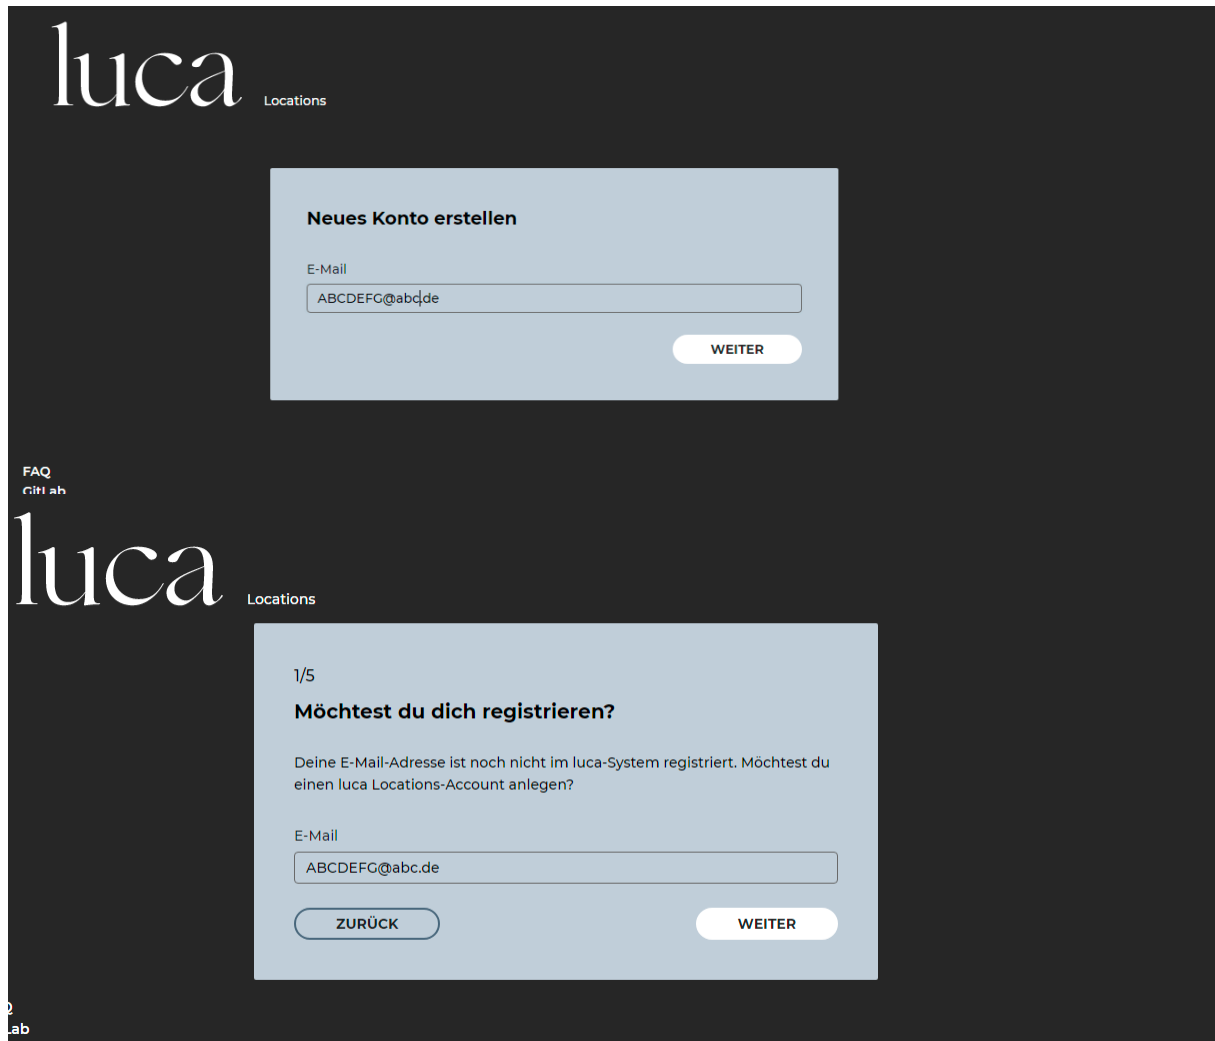 luca Locations
Neues Konto erstellen
E-Mail
ABCDEFG@abc.de
WEITER
FAQ
GitLab
luca Locations
1/5
Möchtest du dich registrieren?
Deine E-Mail-Adresse ist noch nicht im luca-System registriert. Möchtest du
einen luca Locations-Account anlegen?
E-Mail
ABCDEFG@abc.de
ZURÜCK WEITER
Q
Lab